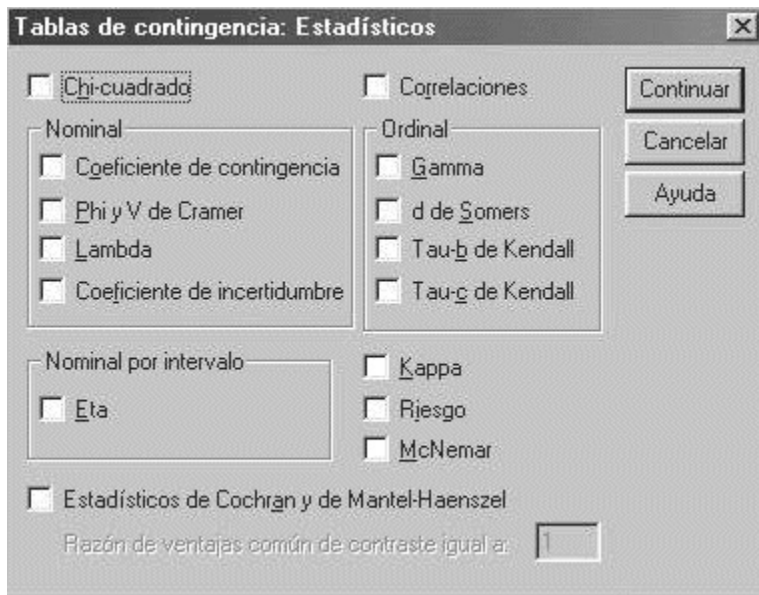 Tablas de contingencia: Estadísticos
Chi-cuadrado
Correlaciones
Continuar
Cancelar
Ayuda
Nominal
Coeficiente de contingencia
Phi y V de Cramer
Lambda
Coeficiente de incertidumbre
Ordinal
Gamma
d de Somers
Tau-b de Kendall
Tau-c de Kendall
Nominal por intervalo
Eta
Kappa
Riesgo
McNemar
Estadísticos de Cochran y de Mantel-Haenszel
Razón de ventajas común de contraste igual a: 1